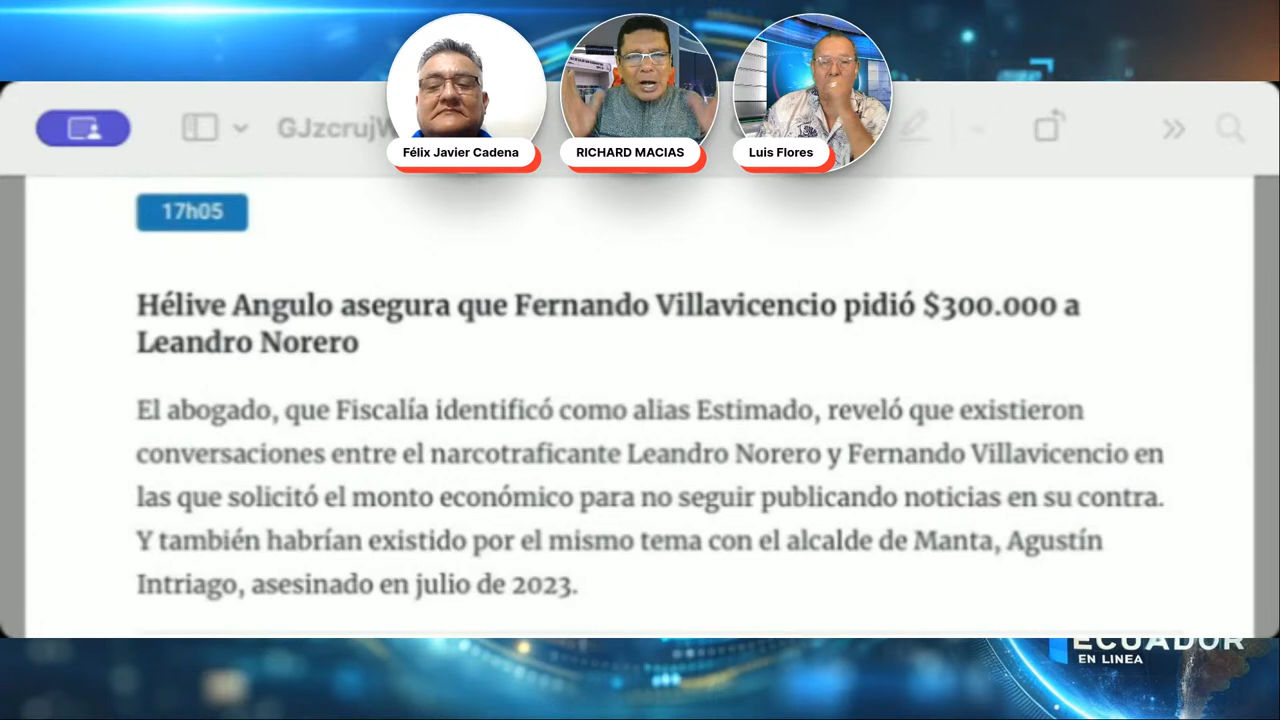 GJzcrujW
Félix Javier Cadena
RICHARD MACIAS
Luis Flores
17h05
Hélive Angulo asegura que Fernando Villavicencio pidió $300.000 a
Leandro Norero
El abogado, que Fiscalía identificó como alias Estimado, reveló que existieron
conversaciones entre el narcotraficante Leandro Norero y Fernando Villavicencio en
las que solicitó el monto económico para no seguir publicando noticias en su contra.
Y también habrían existido por el mismo tema con el alcalde de Manta, Agustín
Intriago, asesinado en julio de 2023.
ECUADOR
EN LINEA